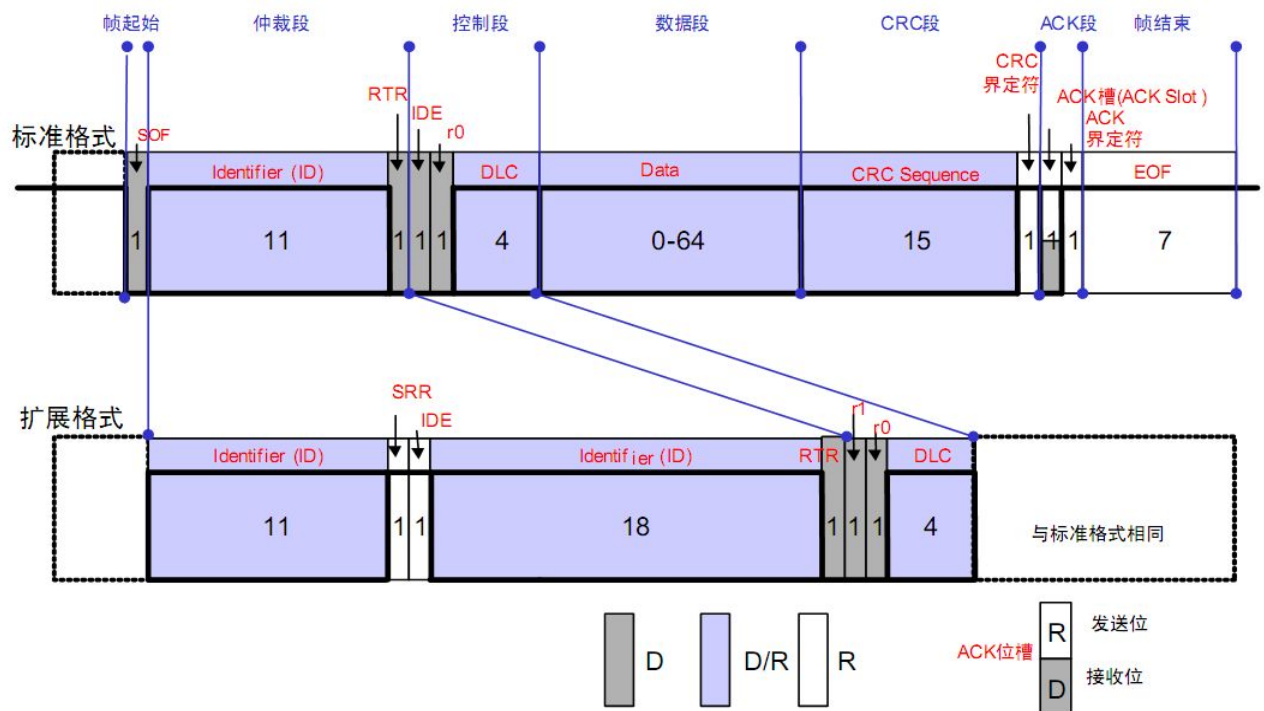 帧起始 仲裁段 控制段 数据段 CRC段 ACK段 帧结束
CRC
界定符
RTR
IDE
r0
ACK槽(ACK Slot)
ACK
界定符
标准格式
SOF
Identifier (ID) DLC Data CRC Sequence EOF
1 11 1 1 1 4 0-64 15 1 1 1 7
SRR
IDE
扩展格式
r1
r0
Identifier (ID) Identifier (ID) RTR DLC
11 1 1 18 1 1 1 4
与标准格式相同
D D/R R
ACK位槽
R 发送位
D 接收位